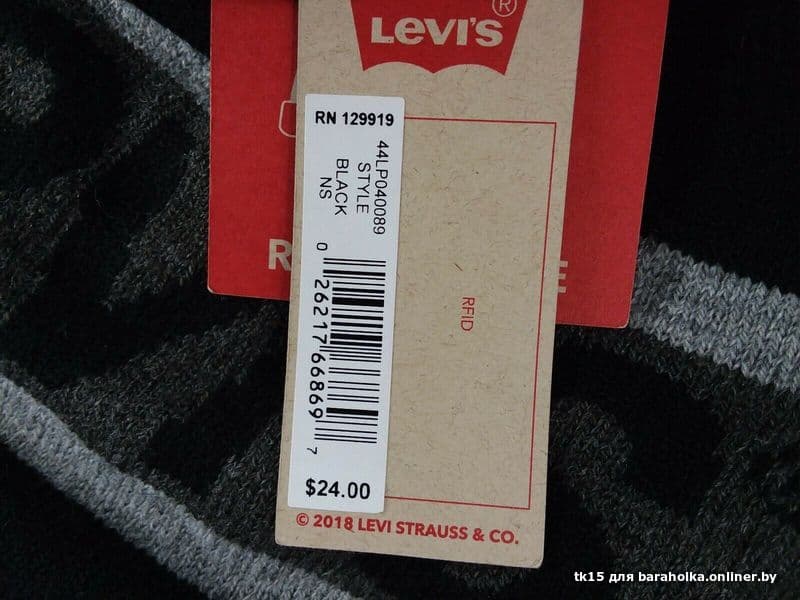 LEVI'S®
RN 129919
44LP040089
STYLE
BLACK
NS
0 26217 66869 7
$24.00
RFID
© 2018 LEVI STRAUSS & CO.
tk15 для baraholka.onliner.by